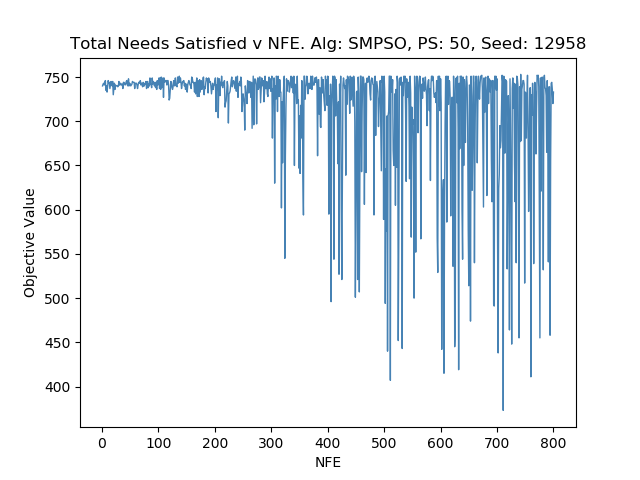 Total Needs Satisfied v NFE. Alg: SMPSO, PS: 50, Seed: 12958
750
700
650
600
550
500
450
400
Objective Value
0 100 200 300 400 500 600 700 800
NFE